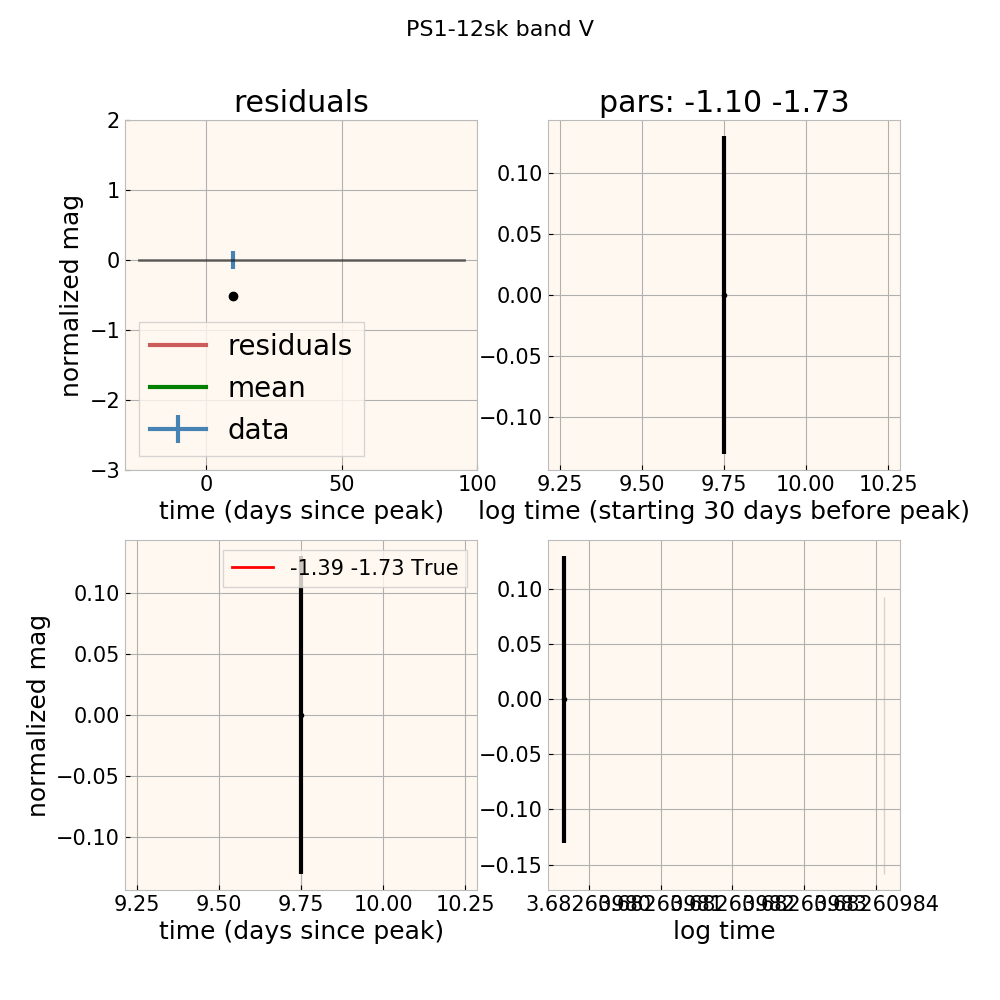 PS1-12sk band V
residuals
pars: -1.10 -1.73
normalized mag
2
1
0
−1
−2
−3
residuals
mean
data
0 50 100
time (days since peak)
0.10
0.05
0.00
−0.05
−0.10
9.25 9.50 9.75 10.00 10.25
log time (starting 30 days before peak)
normalized mag
0.10
0.05
0.00
−0.05
−0.10
-1.39 -1.73 True
9.25 9.50 9.75 10.00 10.25
time (days since peak)
0.10
0.05
0.00
−0.05
−0.10
−0.15
log time